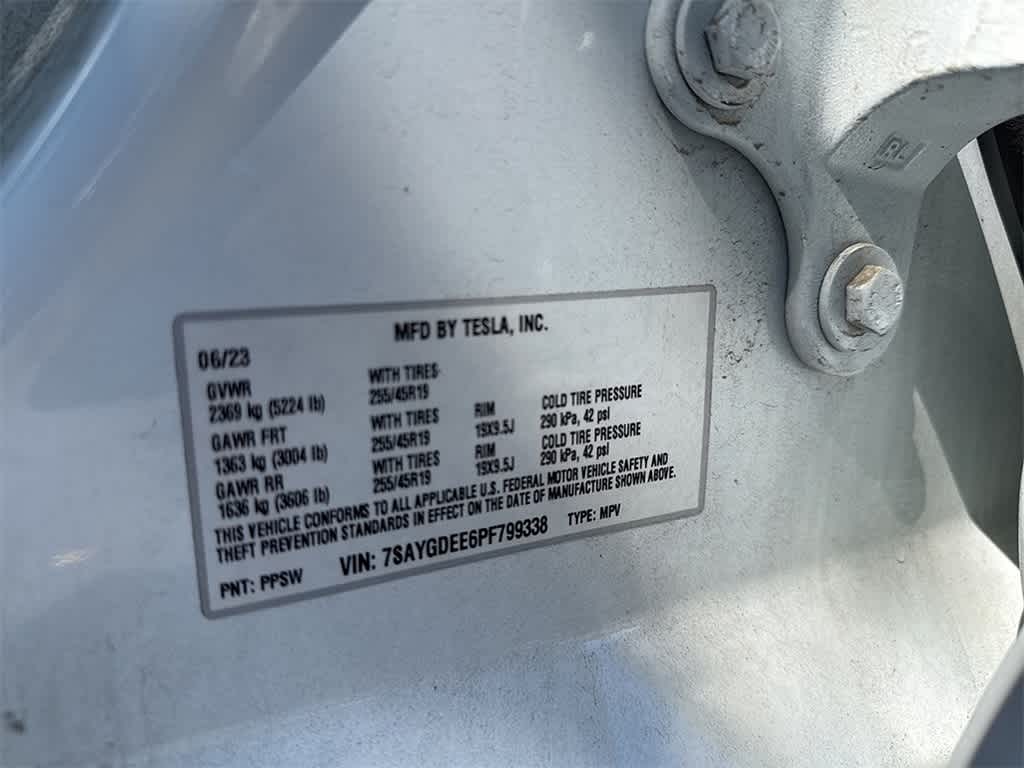 MFD BY TESLA, INC.
06/23
GVWR
2369 kg (5224 lb)
WITH TIRES
255/45R19
GAWR FRT
1363 kg (3004 lb)
WITH TIRES
255/45R19
RIM
19X9.5J
COLD TIRE PRESSURE
290 kPa, 42 psi
GAWR RR
1636 kg (3606 lb)
WITH TIRES
255/45R19
RIM
19X9.5J
COLD TIRE PRESSURE
290 kPa, 42 psi
THIS VEHICLE CONFORMS TO ALL APPLICABLE U.S. FEDERAL MOTOR VEHICLE SAFETY AND
THEFT PREVENTION STANDARDS IN EFFECT ON THE DATE OF MANUFACTURE SHOWN ABOVE.
PNT: PPSW VIN: 7SAYGDEE6PF799338 TYPE: MPV